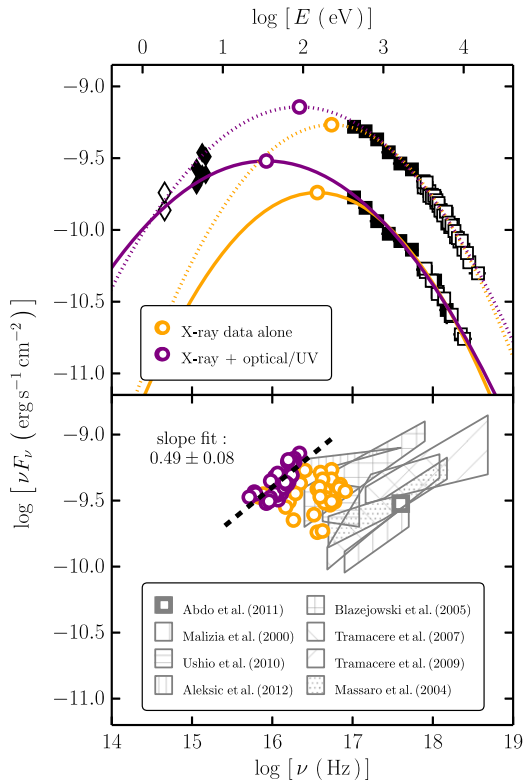 log [ E (eV)]
0 1 2 3 4
−9.0
−9.5
−10.0
−10.5
−11.0
X-ray data alone
X-ray + optical/UV
log [ νFν ( erg s−1 cm−2 )]
slope fit :
0.49 ± 0.08
−9.0
−9.5
−10.0
−10.5
−11.0
Abdo et al. (2011)
Malizia et al. (2000)
Ushio et al. (2010)
Aleksic et al. (2012)
Blazejowski et al. (2005)
Tramacere et al. (2007)
Tramacere et al. (2009)
Massaro et al. (2004)
14 15 16 17 18 19
log [ ν (Hz)]